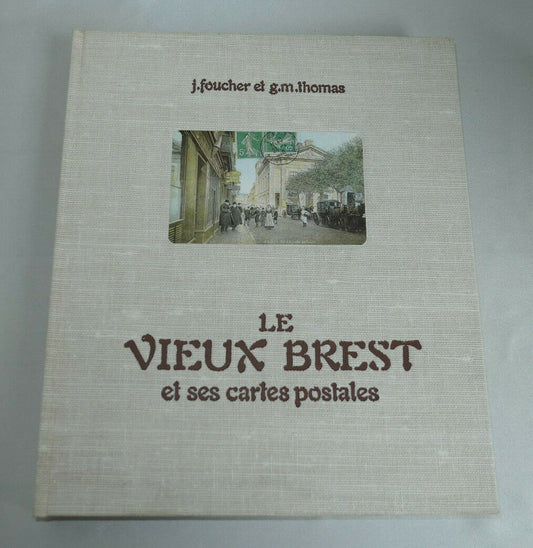 j.foucher et g.m.thomas
LE
VIEUX BREST
et ses cartes postales